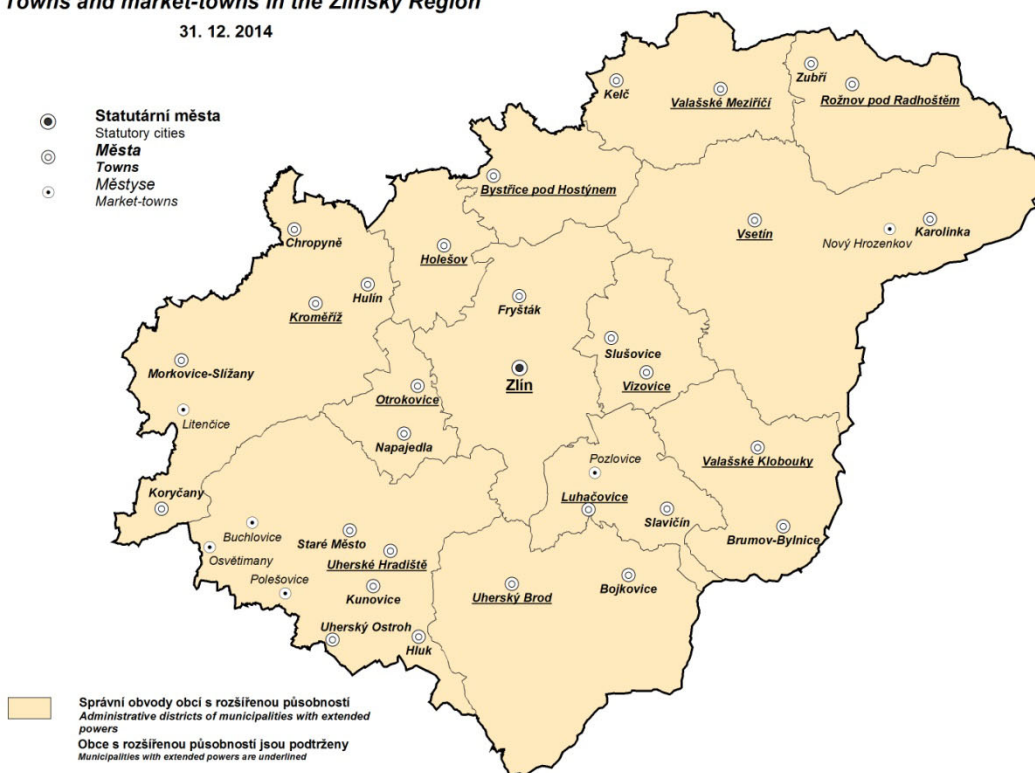 Towns and market-towns in the Zlínský Region
31. 12. 2014
Statutární města
Statutory cities
Města
Towns
Městyse
Market-towns
Zubří
Kelč
Valašské Meziříčí
Rožnov pod Radhoštěm
Bystřice pod Hostýnem
Vsetín
Karolinka
Nový Hrozenkov
Chropyně
Holešov
Hulín
Fryšták
Kroměříž
Slušovice
Morkovice-Slížany
Zlín
Vizovice
Otrokovice
Litenčice
Napajedla
Valašské Klobouky
Pozlovice
Koryčany
Luhačovice
Slavičín
Buchlovice
Staré Město
Brumov-Bylnice
Osvětimany
Uherské Hradiště
Polešovice
Kunovice
Uherský Brod
Bojkovice
Uherský Ostroh
Hluk
Správní obvody obcí s rozšířenou působností
Administrative districts of municipalities with extended
powers
Obce s rozšířenou působností jsou podtrženy
Municipalities with extended powers are underlined